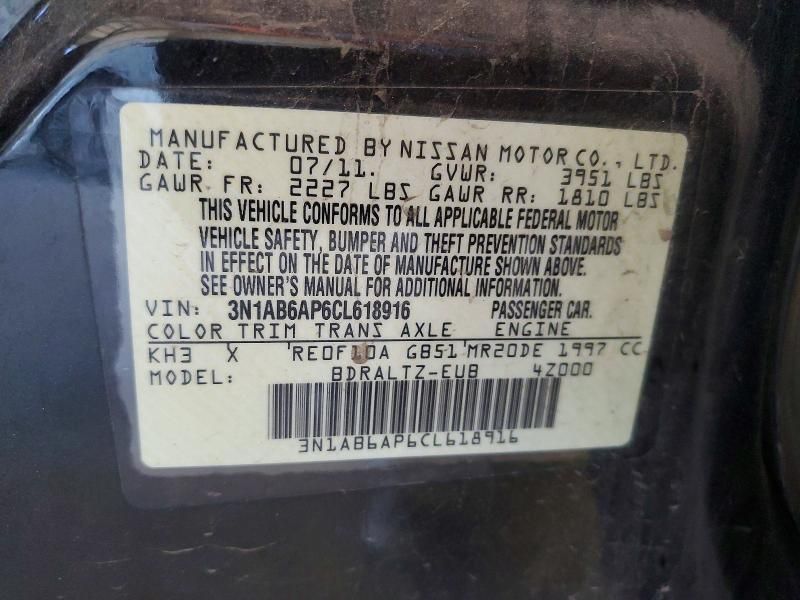 MANUFACTURED BY NISSAN MOTOR CO., LTD.
DATE: 07/11. GVWR: 3951 LBS
GAWR FR: 2227 LBS GAWR RR: 1810 LBS
THIS VEHICLE CONFORMS TO ALL APPLICABLE FEDERAL MOTOR
VEHICLE SAFETY, BUMPER AND THEFT PREVENTION STANDARDS
IN EFFECT ON THE DATE OF MANUFACTURE SHOWN ABOVE.
SEE OWNER'S MANUAL FOR ADDITIONAL INFORMATION.
VIN: 3N1AB6AP6CL618916 PASSENGER CAR.
COLOR TRIM TRANS AXLE ENGINE
KH3 X RE0F10A GB51 MR20DE 1997 CC
MODEL: BDRALTZ-EUB 4Z000
3N1AB6AP6CL618916